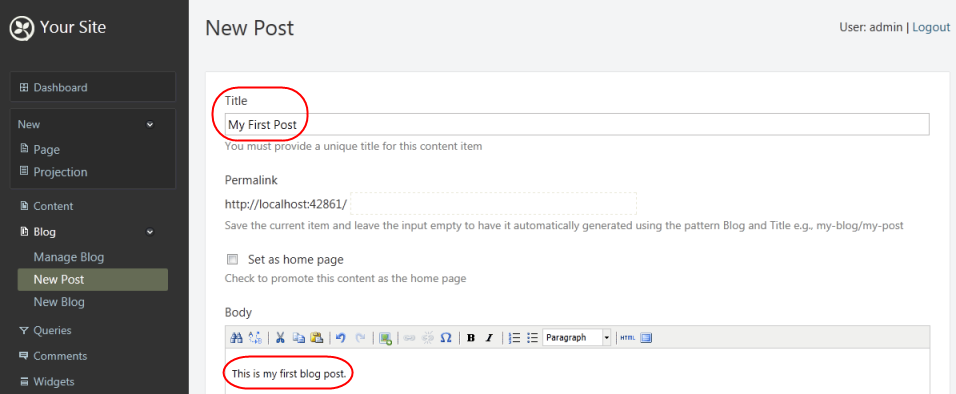 Your Site
Dashboard
New
Page
Projection
Content
Blog
Manage Blog
New Post
New Blog
Queries
Comments
Widgets
New Post
User: admin | Logout
Title
My First Post
You must provide a unique title for this content item
Permalink
http://localhost:42861/
Save the current item and leave the input empty to have it automatically generated using the pattern Blog and Title e.g., my-blog/my-post
Set as home page
Check to promote this content as the home page
Body
B I Paragraph HTML
This is my first blog post.